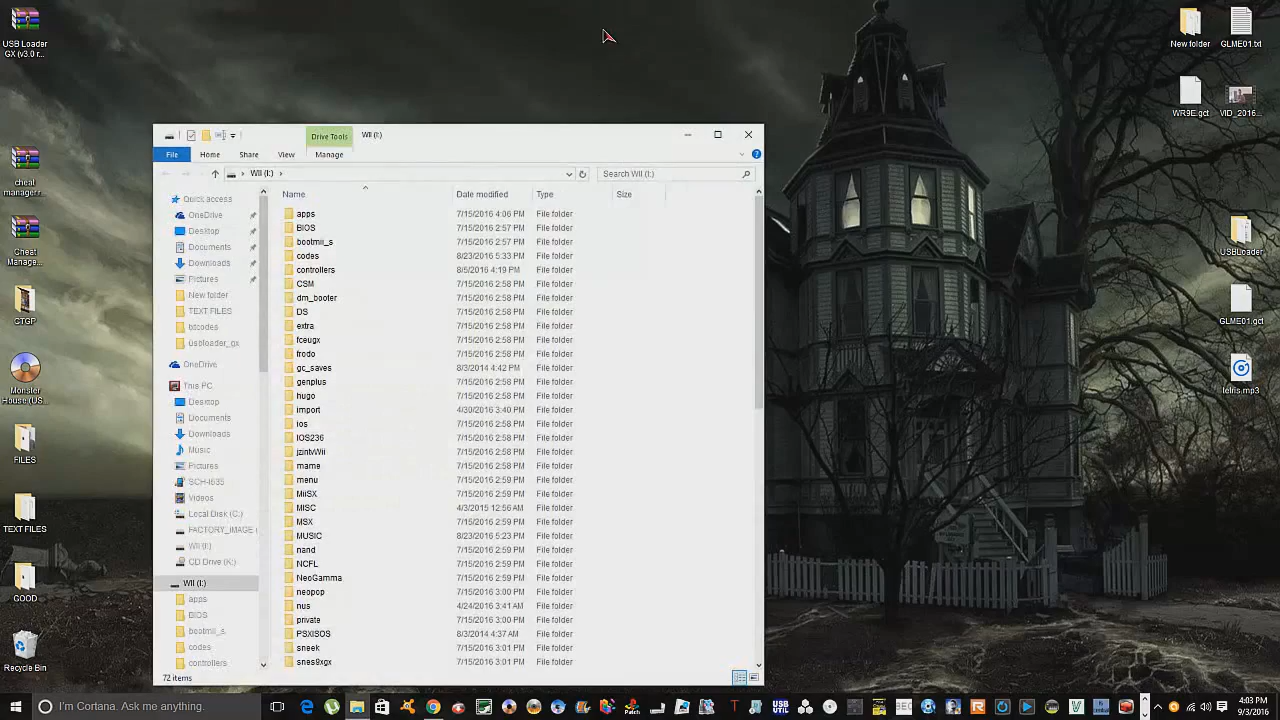 USB Loader
GX (v3.0 r...
cheat
manager r...
Cheat
Manage...
CTGP
Monster
House (US...
FILES
TEXT FILES
GOOD
Recycle Bin
Drive Tools
WII (I:)
File
Home
Share
View
Manage
WII (I:)
Search WII (I:)
Quick access
OneDrive
Desktop
Documents
Downloads
Pictures
New folder
TEXT FILES
txtcodes
usbloader_gx
OneDrive
This PC
Desktop
Documents
Downloads
Music
Pictures
SCH-I535
Videos
Local Disk (C:)
FACTORY_IMAGE (
WII (I:)
CD Drive (K:)
WII (I:)
apps
BIOS
bootmii_s
codes
controllers
Name Date modified Type Size
apps 7/15/2016 4:06 PM File folder
BIOS 7/15/2016 2:57 PM File folder
bootmii_s 7/15/2016 2:57 PM File folder
codes 8/23/2016 5:33 PM File folder
controllers 8/5/2016 4:19 PM File folder
CSM 7/15/2016 2:58 PM File folder
dm_booter 7/15/2016 2:58 PM File folder
DS 7/15/2016 2:58 PM File folder
extra 7/15/2016 2:58 PM File folder
fceugx 7/15/2016 2:58 PM File folder
frodo 7/15/2016 2:58 PM File folder
gc_saves 8/3/2014 4:42 PM File folder
genplus 7/15/2016 2:58 PM File folder
hugo 7/15/2016 2:58 PM File folder
import 4/30/2016 3:40 PM File folder
ios 7/15/2016 2:58 PM File folder
IOS236 7/15/2016 2:58 PM File folder
jzintvWii 7/15/2016 2:58 PM File folder
mame 7/15/2016 2:58 PM File folder
menu 7/15/2016 2:59 PM File folder
MiiSX 7/15/2016 2:59 PM File folder
MISC 4/3/2015 12:56 AM File folder
MSX 7/15/2016 2:59 PM File folder
MUSIC 8/23/2016 5:23 PM File folder
nand 7/15/2016 2:59 PM File folder
NCFL 7/15/2016 2:59 PM File folder
NeoGamma 7/15/2016 2:59 PM File folder
neopop 7/15/2016 3:00 PM File folder
nus 4/24/2016 3:41 AM File folder
private 7/15/2016 3:00 PM File folder
PSXISOS 8/3/2014 4:37 AM File folder
sneek 7/15/2016 3:01 PM File folder
snes9xgx 7/15/2016 3:01 PM File folder
72 items
New folder
GLME01.txt
WR9E.gct
VID_2016...
USBLoader
GLME01.gct
tetris.mp3
I'm Cortana. Ask me anything.
Patch
USB
UTIL
4:03 PM
9/3/2016